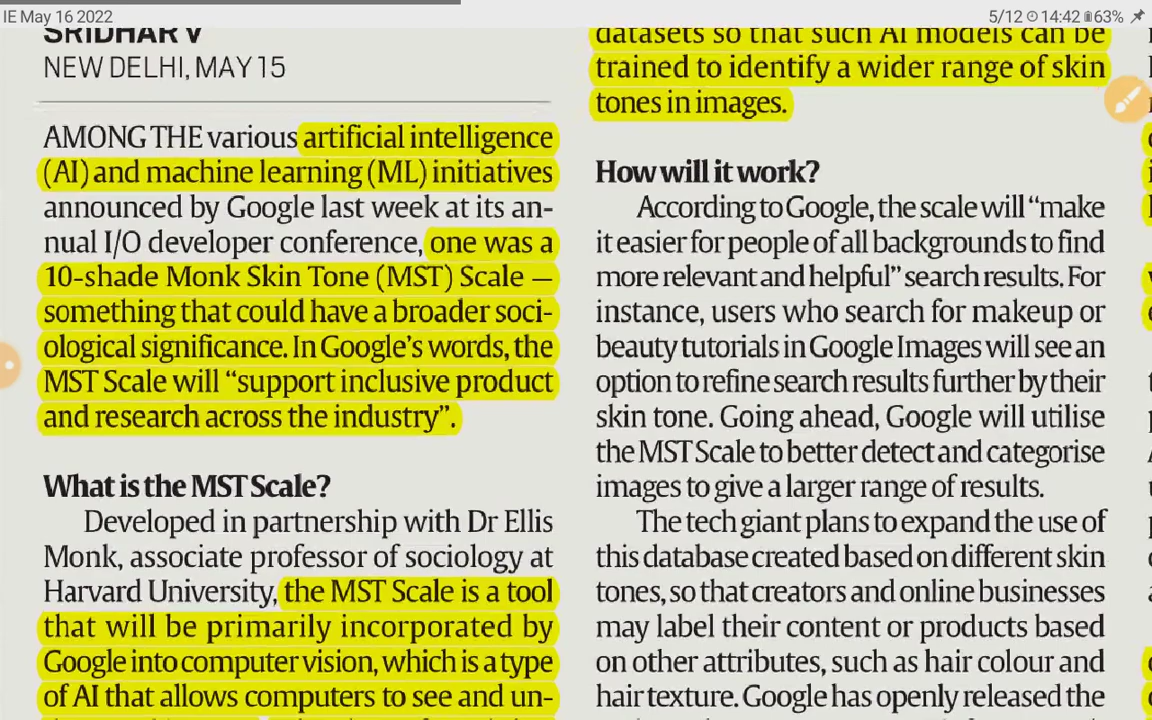 IE May 16 2022
5/12 14:42 63%
SRIDHAR V
NEW DELHI, MAY 15
AMONG THE various artificial intelligence
(AI) and machine learning (ML) initiatives
announced by Google last week at its an-
nual I/O developer conference, one was a
10-shade Monk Skin Tone (MST) Scale —
something that could have a broader soci-
ological significance. In Google's words, the
MST Scale will “support inclusive product
and research across the industry”.
What is the MST Scale?
Developed in partnership with Dr Ellis
Monk, associate professor of sociology at
Harvard University, the MST Scale is a tool
that will be primarily incorporated by
Google into computer vision, which is a type
of AI that allows computers to see and un-
datasets so that such AI models can be
trained to identify a wider range of skin
tones in images.
How will it work?
According to Google, the scale will “make
it easier for people of all backgrounds to find
more relevant and helpful” search results. For
instance, users who search for makeup or
beauty tutorials in Google Images will see an
option to refine search results further by their
skin tone. Going ahead, Google will utilise
the MST Scale to better detect and categorise
images to give a larger range of results.
The tech giant plans to expand the use of
this database created based on different skin
tones, so that creators and online businesses
may label their content or products based
on other attributes, such as hair colour and
hair texture. Google has openly released the